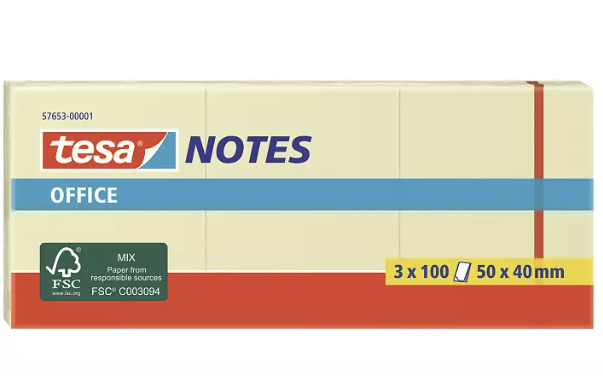 57653-00001
tesa NOTES
OFFICE
MIX
Paper from
responsible sources
FSC® C003094
FSC
www.fsc.org
3 x 100 50 x 40 mm